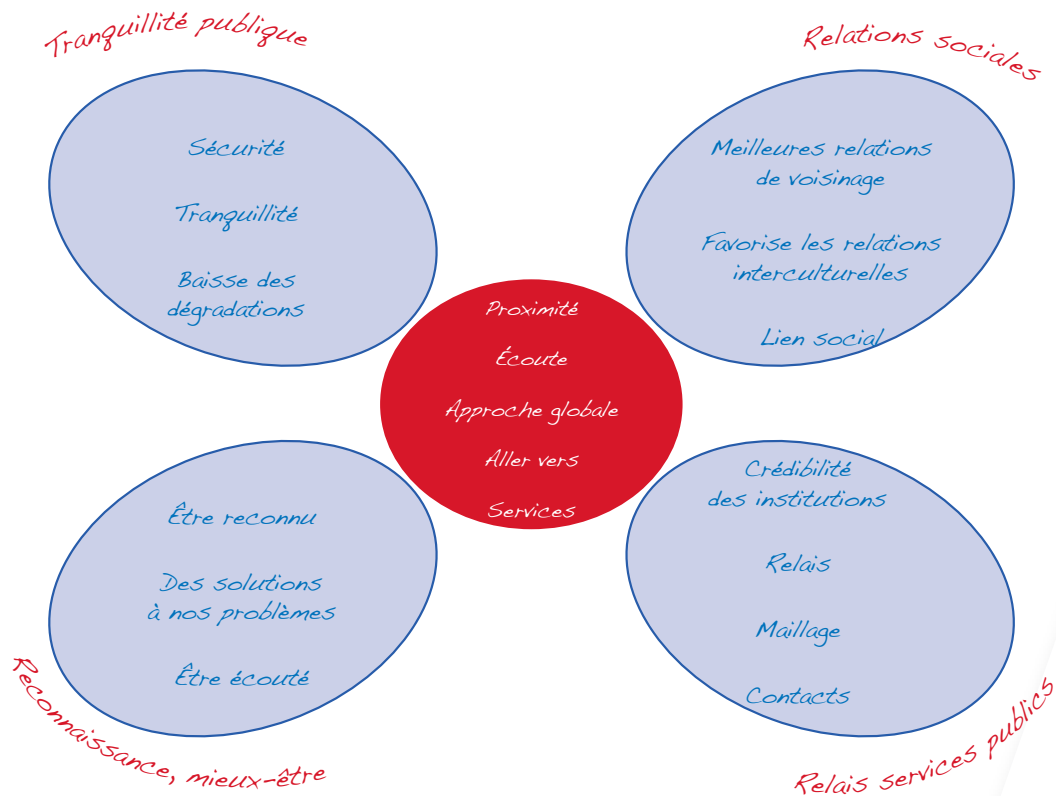 Tranquillité publique
Sécurité
Tranquillité
Baisse des
dégradations
Relations sociales
Meilleures relations
de voisinage
Favorise les relations
interculturelles
Lien social
Proximité
Écoute
Approche globale
Aller vers
Services
Être reconnu
Des solutions
à nos problèmes
Être écouté
Reconnaissance, mieux-être
Crédibilité
des institutions
Relais
Maillage
Contacts
Relais services publics